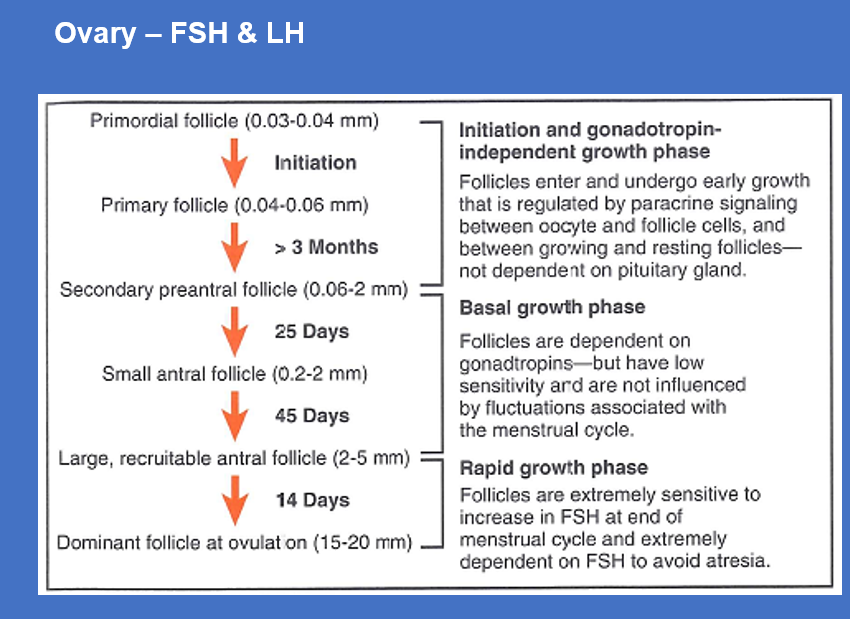 Ovary – FSH & LH
Primordial follicle (0.03-0.04 mm)
Initiation
Primary follicle (0.04-0.06 mm)
> 3 Months
Secondary preantral follicle (0.06-2 mm)
25 Days
Small antral follicle (0.2-2 mm)
45 Days
Large, recruitable antral follicle (2-5 mm)
14 Days
Dominant follicle at ovulat on (15-20 mm)
Initiation and gonadotropin-
independent growth phase
Follicles enter and undergo early growth
that is regulated by paracrine signaling
between oocyte and follicle cells, and
between growing and resting follicles—
not dependent on pituitary gland.
Basal growth phase
Follicles are dependent on
gonadtropins—but have low
sensitivity and are not influenced
by fluctuations associated with
the menstrual cycle.
Rapid growth phase
Follicles are extremely sensitive to
increase in FSH at end of
menstrual cycle and extremely
dependent on FSH to avoid atresia.